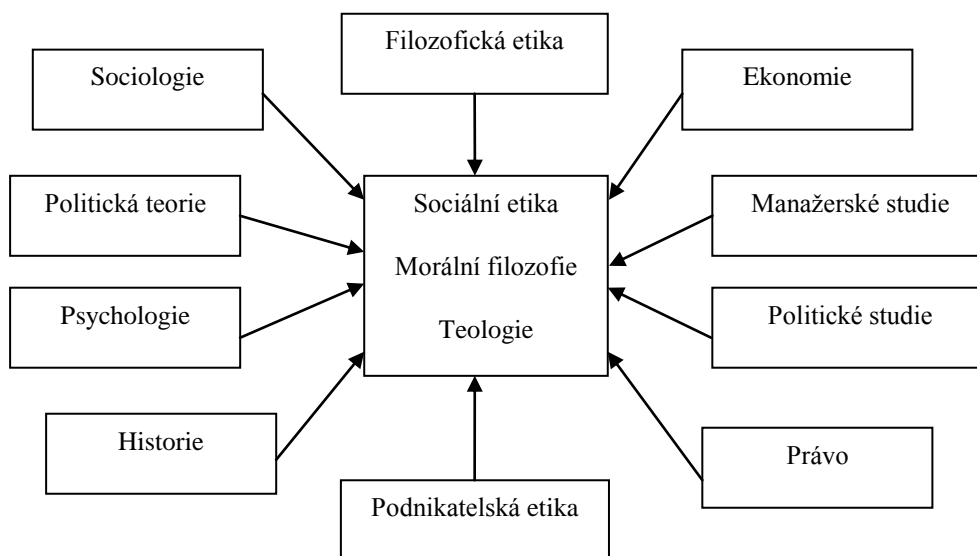 Filozofická etika
Sociologie
Ekonomie
Politická teorie
Sociální etika
Manažerské studie
Morální filozofie
Psychologie
Politické studie
Teologie
Historie
Právo
Podnikatelská etika